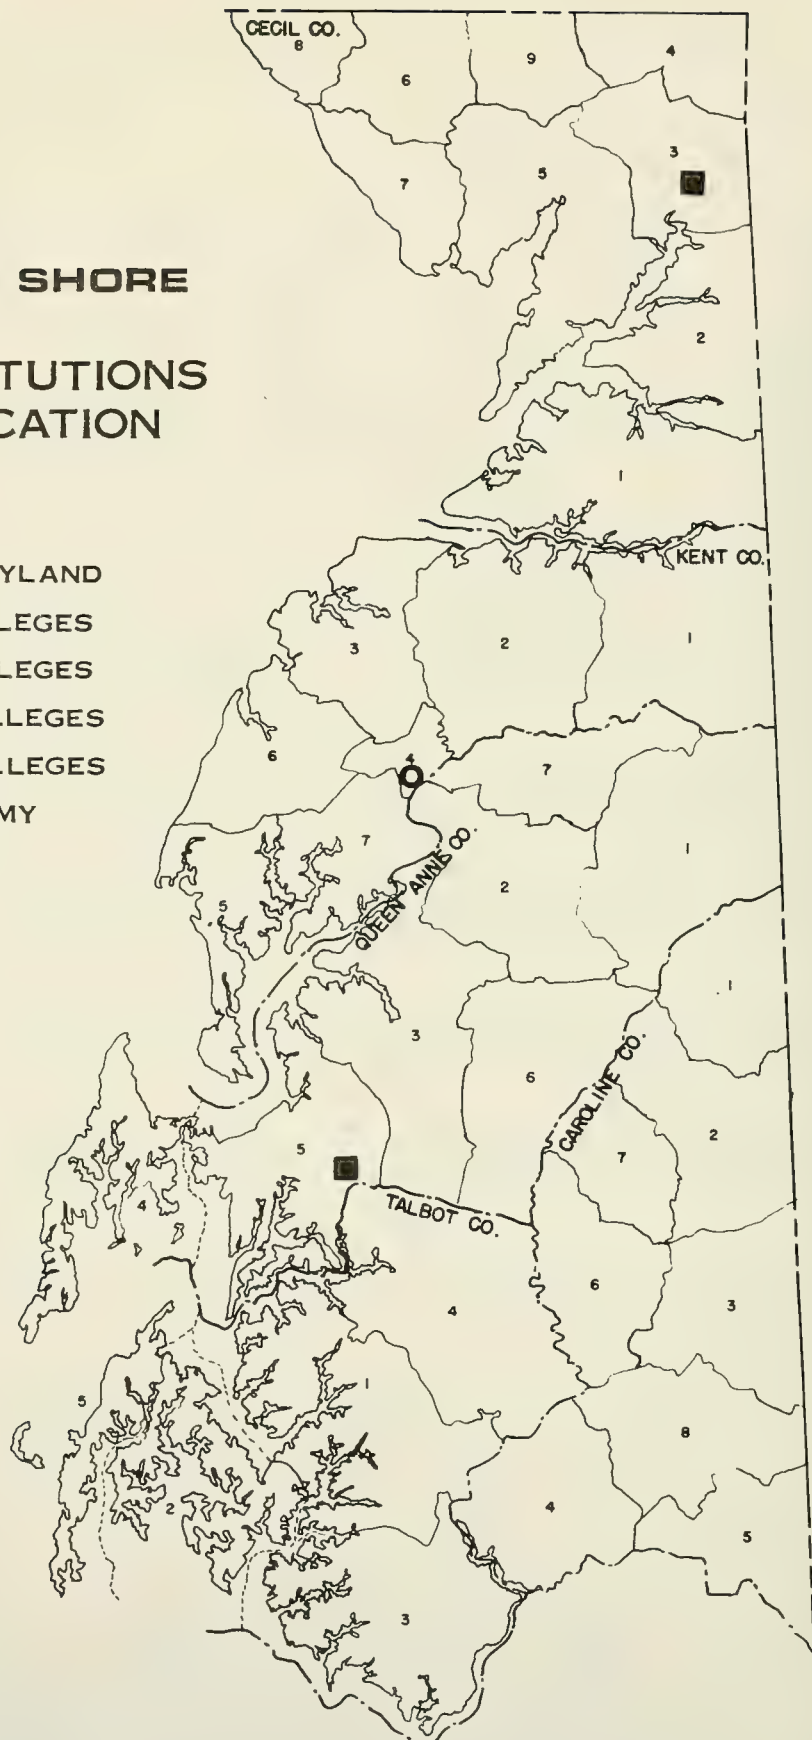 CECIL CO.
8
6
9
4
3
7
5
SHORE
2
TUTIONS
CATION
1
YLAND
KENT CO.
LEGES
3
2
1
LEGES
LLEGES
6
4
7
LLEGES
MY
7
1
QUEEN ANNE CO.
2
5
1
3
CAROLINE CO.
6
2
5
7
4
TALBOT CO.
6
3
4
5
1
8
2
4
5
3